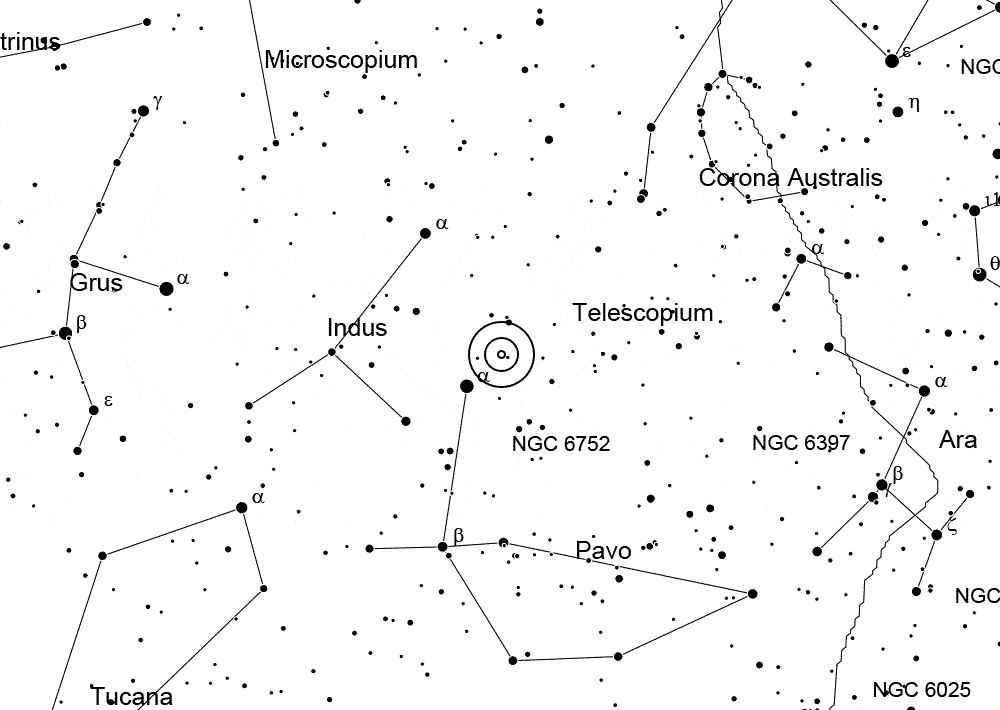 trinus
ε
Microscopium
NGC
γ
η
Corona Australis
α
α
α
θ
Grus
β
Indus
Telescopium
α
α
ε
NGC 6752
NGC 6397
Ara
β
α
β
ζ
Pavo
NGC
Tucana
NGC 6025